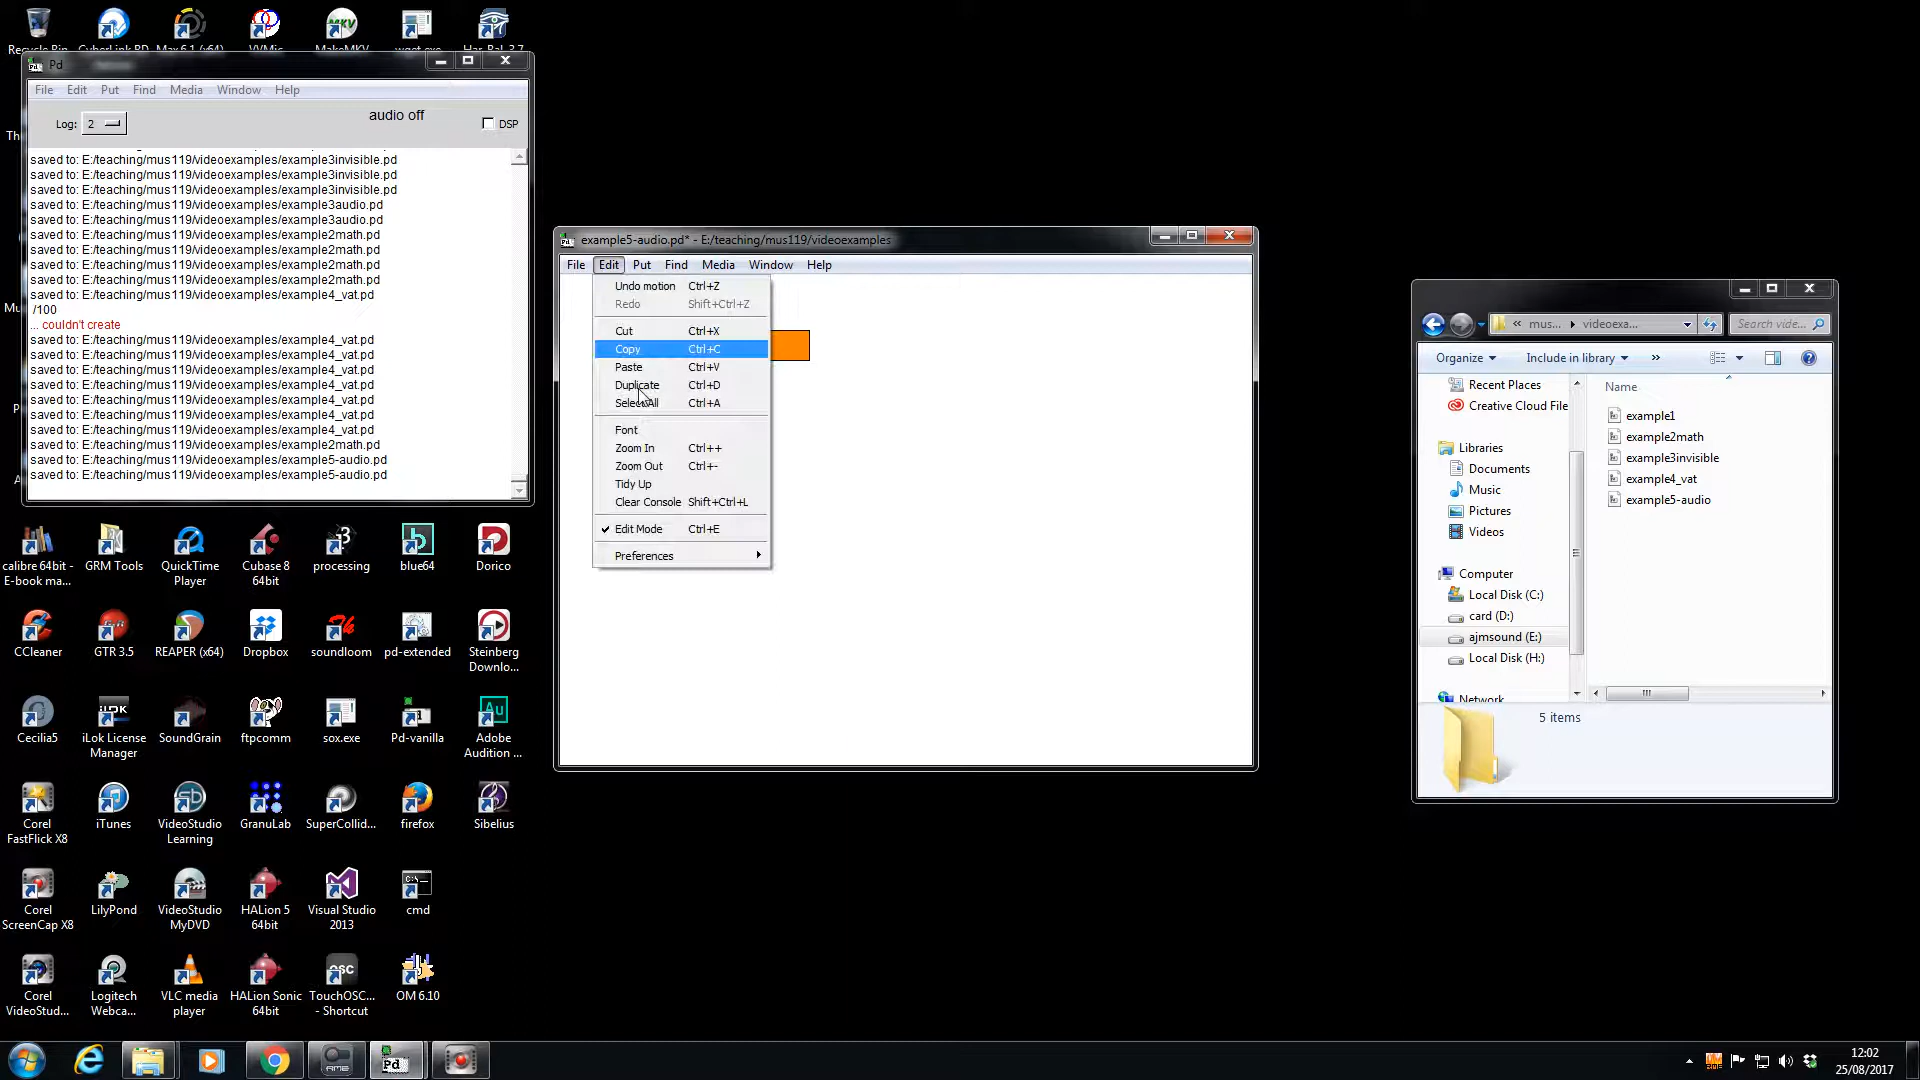 Recycle Bin CyberLink PD Max 6.1 (x64) VVMic MakeMKV wget.exe Har-Bal 3.7
Pd
File Edit Put Find Media Window Help
Log: 2 audio off DSP
saved to: E:/teaching/mus119/videoexamples/example3invisible.pd
saved to: E:/teaching/mus119/videoexamples/example3invisible.pd
saved to: E:/teaching/mus119/videoexamples/example3invisible.pd
saved to: E:/teaching/mus119/videoexamples/example3audio.pd
saved to: E:/teaching/mus119/videoexamples/example3audio.pd
saved to: E:/teaching/mus119/videoexamples/example2math.pd
saved to: E:/teaching/mus119/videoexamples/example2math.pd
saved to: E:/teaching/mus119/videoexamples/example2math.pd
saved to: E:/teaching/mus119/videoexamples/example2math.pd
saved to: E:/teaching/mus119/videoexamples/example4_vat.pd
/100
... couldn't create
saved to: E:/teaching/mus119/videoexamples/example4_vat.pd
saved to: E:/teaching/mus119/videoexamples/example4_vat.pd
saved to: E:/teaching/mus119/videoexamples/example4_vat.pd
saved to: E:/teaching/mus119/videoexamples/example4_vat.pd
saved to: E:/teaching/mus119/videoexamples/example4_vat.pd
saved to: E:/teaching/mus119/videoexamples/example4_vat.pd
saved to: E:/teaching/mus119/videoexamples/example4_vat.pd
saved to: E:/teaching/mus119/videoexamples/example2math.pd
saved to: E:/teaching/mus119/videoexamples/example5-audio.pd
saved to: E:/teaching/mus119/videoexamples/example5-audio.pd
example5-audio.pd* - E:/teaching/mus119/videoexamples
File Edit Put Find Media Window Help
Undo motion Ctrl+Z
Redo Shift+Ctrl+Z
Cut Ctrl+X
Copy Ctrl+C
Paste Ctrl+V
Duplicate Ctrl+D
Select All Ctrl+A
Font
Zoom In Ctrl++
Zoom Out Ctrl+-
Tidy Up
Clear Console Shift+Ctrl+L
Edit Mode Ctrl+E
Preferences
« mus... videoexa... Search video...
Organize Include in library »
Recent Places
Creative Cloud File
Libraries
Documents
Music
Pictures
Videos
Computer
Local Disk (C:)
card (D:)
ajmsound (E:)
Local Disk (H:)
Network
Name
example1
example2math
example3invisible
example4_vat
example5-audio
5 items
calibre 64bit - E-book ma...
GRM Tools
QuickTime Player
Cubase 8 64bit
processing
blue64
Dorico
CCleaner
GTR 3.5
REAPER (x64)
Dropbox
soundloom
pd-extended
Steinberg Downlo...
Cecilia5
iLok License Manager
SoundGrain
ftpcomm
sox.exe
Pd-vanilla
Adobe Audition ...
Corel FastFlick X8
iTunes
VideoStudio Learning
GranuLab
SuperCollid...
firefox
Sibelius
Corel ScreenCap X8
LilyPond
VideoStudio MyDVD
HALion 5 64bit
Visual Studio 2013
cmd
Corel VideoStud...
Logitech Webca...
VLC media player
HALion Sonic 64bit
TouchOSC... - Shortcut
OM 6.10
12:02
25/08/2017